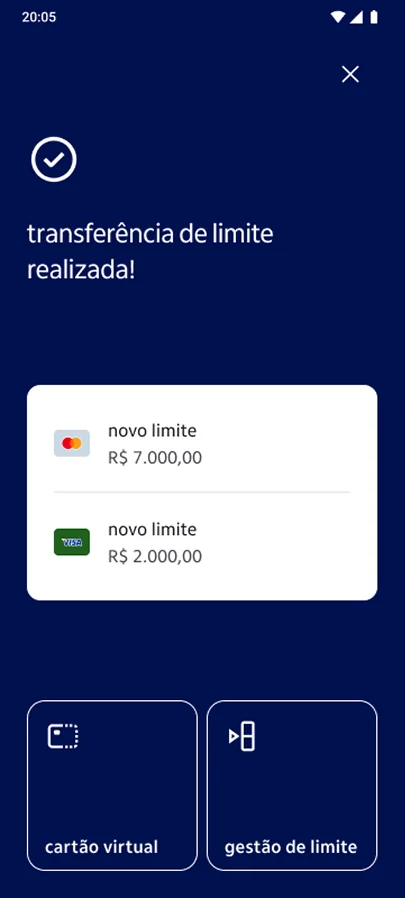 20:05
transferência de limite
realizada!
novo limite
R$ 7.000,00
VISA
novo limite
R$ 2.000,00
cartão virtual
gestão de limite